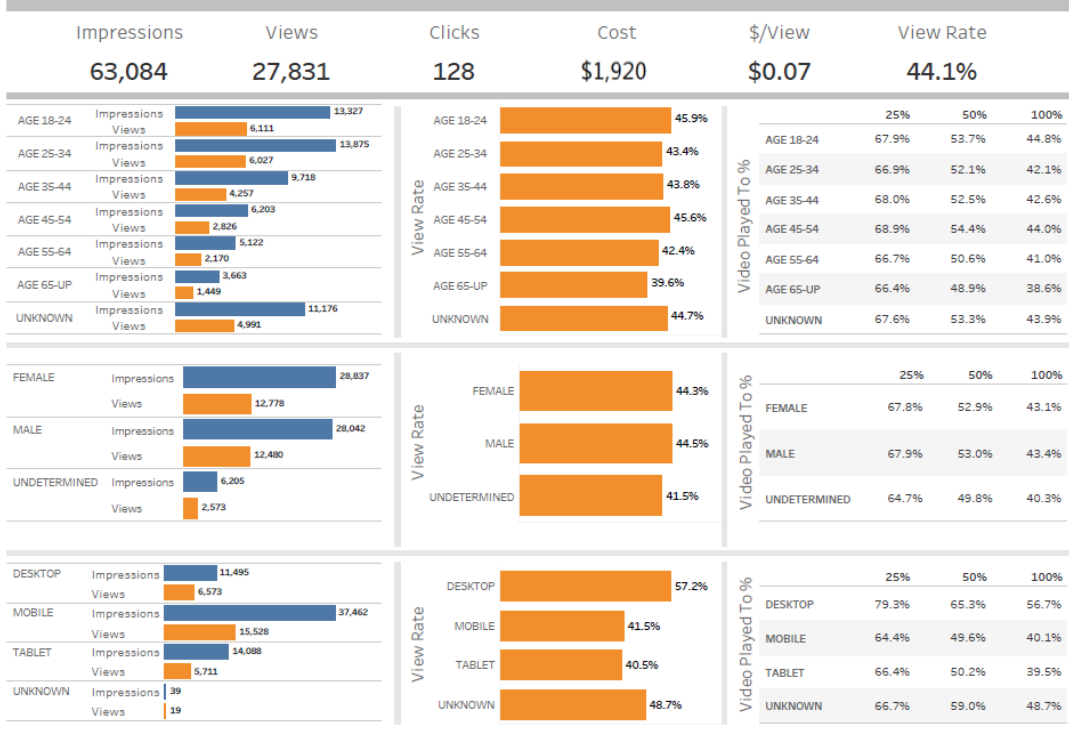 Impressions Views Clicks Cost $/View View Rate
63,084 27,831 128 $1,920 $0.07 44.1%
AGE 18-24 Impressions 13,327
Views 6,111
AGE 25-34 Impressions 13,875
Views 6,027
AGE 35-44 Impressions 9,718
Views 4,257
AGE 45-54 Impressions 6,203
Views 2,826
AGE 55-64 Impressions 5,122
Views 2,170
AGE 65-UP Impressions 3,663
Views 1,449
UNKNOWN Impressions 11,176
Views 4,991
View Rate
AGE 18-24 45.9%
AGE 25-34 43.4%
AGE 35-44 43.8%
AGE 45-54 45.6%
AGE 55-64 42.4%
AGE 65-UP 39.6%
UNKNOWN 44.7%
Video Played To %
25% 50% 100%
AGE 18-24 67.9% 53.7% 44.8%
AGE 25-34 66.9% 52.1% 42.1%
AGE 35-44 68.0% 52.5% 42.6%
AGE 45-54 68.9% 54.4% 44.0%
AGE 55-64 66.7% 50.6% 41.0%
AGE 65-UP 66.4% 48.9% 38.6%
UNKNOWN 67.6% 53.3% 43.9%
FEMALE Impressions 28,837
Views 12,778
MALE Impressions 28,042
Views 12,480
UNDETERMINED Impressions 6,205
Views 2,573
View Rate
FEMALE 44.3%
MALE 44.5%
UNDETERMINED 41.5%
Video Played To %
25% 50% 100%
FEMALE 67.8% 52.9% 43.1%
MALE 67.9% 53.0% 43.4%
UNDETERMINED 64.7% 49.8% 40.3%
DESKTOP Impressions 11,495
Views 6,573
MOBILE Impressions 37,462
Views 15,528
TABLET Impressions 14,088
Views 5,711
UNKNOWN Impressions 39
Views 19
View Rate
DESKTOP 57.2%
MOBILE 41.5%
TABLET 40.5%
UNKNOWN 48.7%
Video Played To %
25% 50% 100%
DESKTOP 79.3% 65.3% 56.7%
MOBILE 64.4% 49.6% 40.1%
TABLET 66.4% 50.2% 39.5%
UNKNOWN 66.7% 59.0% 48.7%